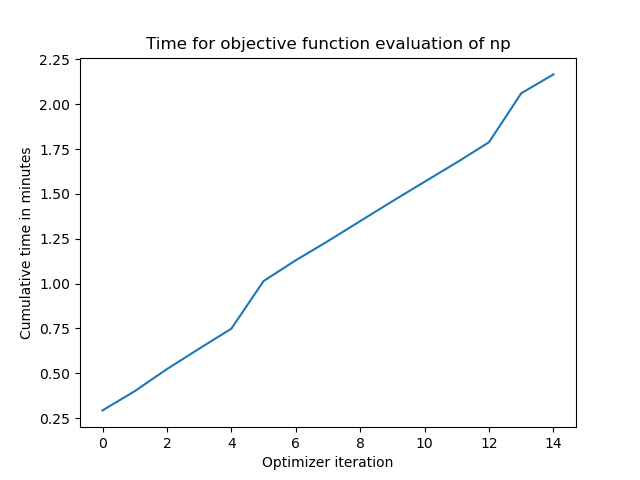 Time for objective function evaluation of np
2.25
2.00
1.75
1.50
1.25
1.00
0.75
0.50
0.25
Cumulative time in minutes
0 2 4 6 8 10 12 14
Optimizer iteration